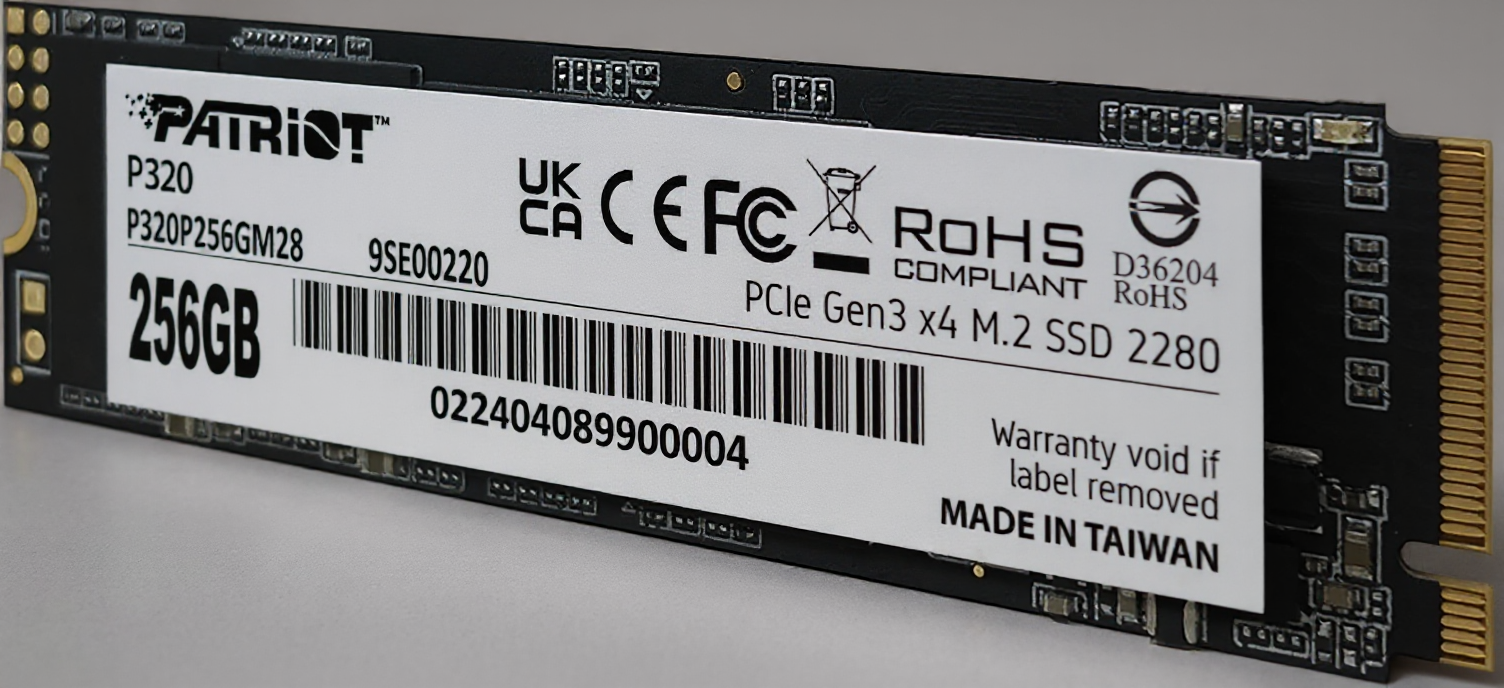 PATRiOT™
P320
P320P256GM28 9SE00220
256GB
UK
CA CE FC
RoHS
COMPLIANT
D36204
RoHS
PCIe Gen3 x4 M.2 SSD 2280
022404089900004
Warranty void if
label removed
MADE IN TAIWAN